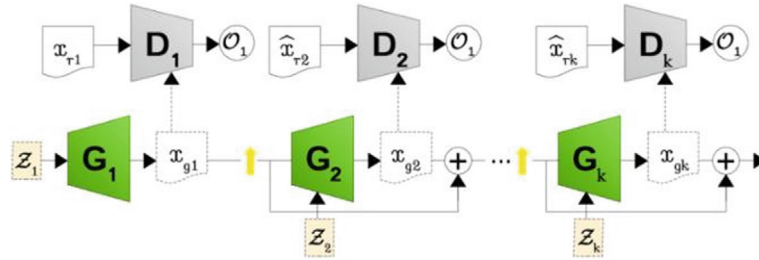 x_r1 D_1 O_1 x̂_r2 D_2 O_1 x̂_rk D_k O_1
Z_1 G_1 x_g1 G_2 x_g2 + ... G_k x_gk +
Z_2 Z_k